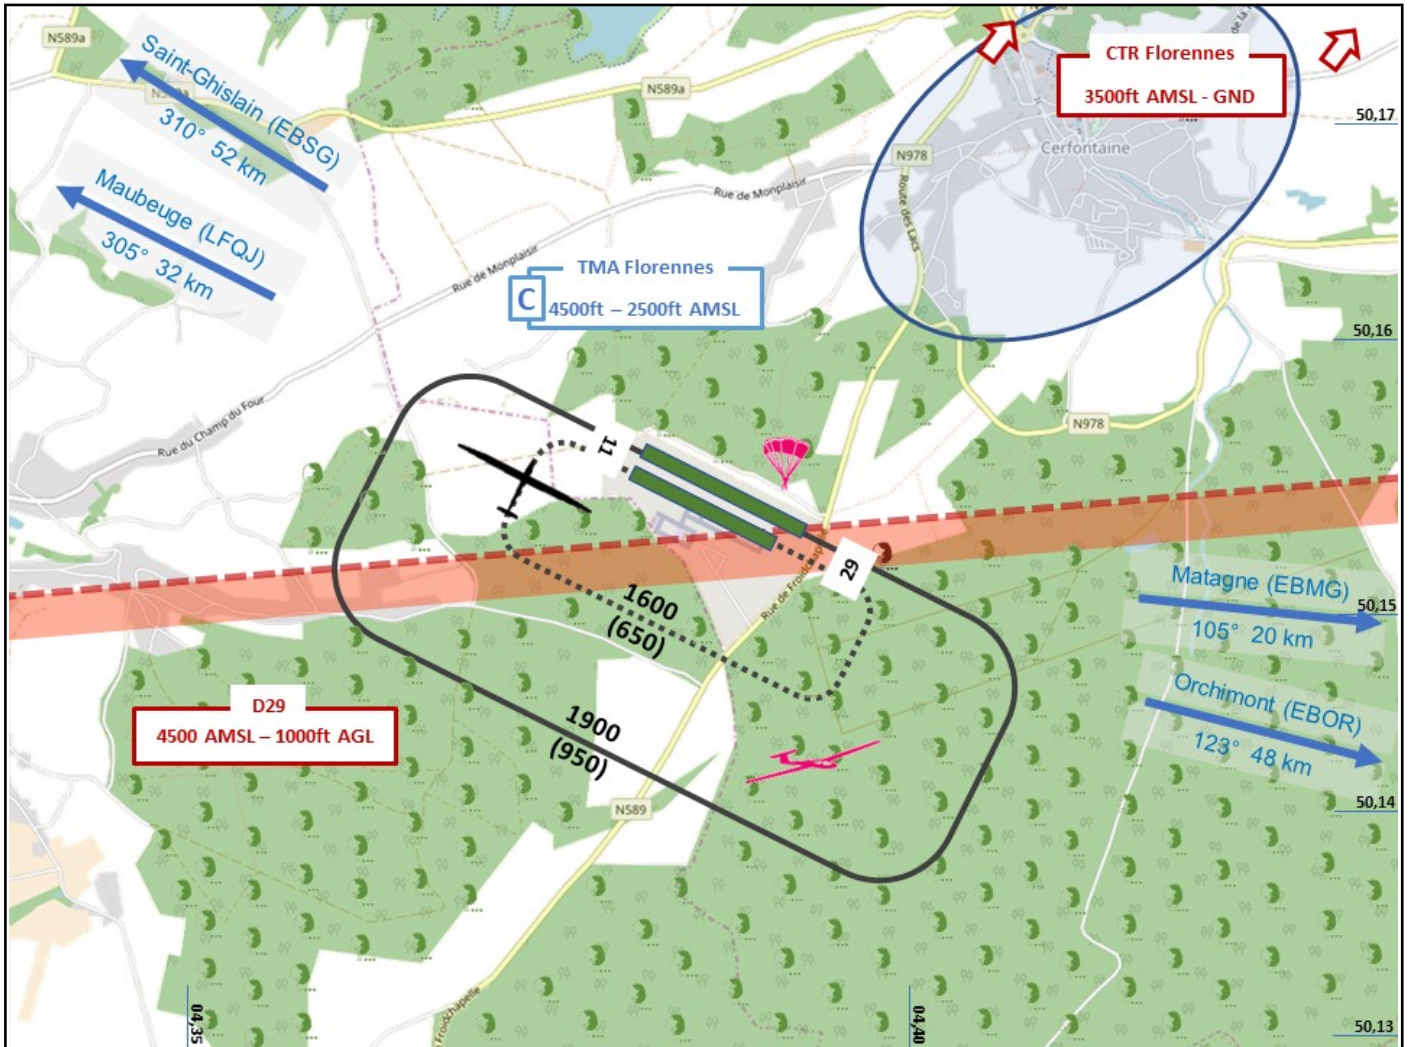 N589a
Saint-Ghislain (EBSG)
310° 52 km
Maubeuge (LFQJ)
305° 32 km
N589a
CTR Florennes
3500ft AMSL - GND
50,17
Cerfontaine
N978
Route des Lacs
Rue de Monplaisir
Rue de Monplaisir
TMA Florennes
C
4500ft – 2500ft AMSL
50,16
Rue du Champ du Four
N978
11
29
Rue de Froidchapelle
1600
(650)
Matagne (EBMG)
50,15
105° 20 km
Orchimont (EBOR)
123° 48 km
D29
4500 AMSL – 1000ft AGL
1900
(950)
N589
50,14
04,35
04,40
Froidchapelle
50,13